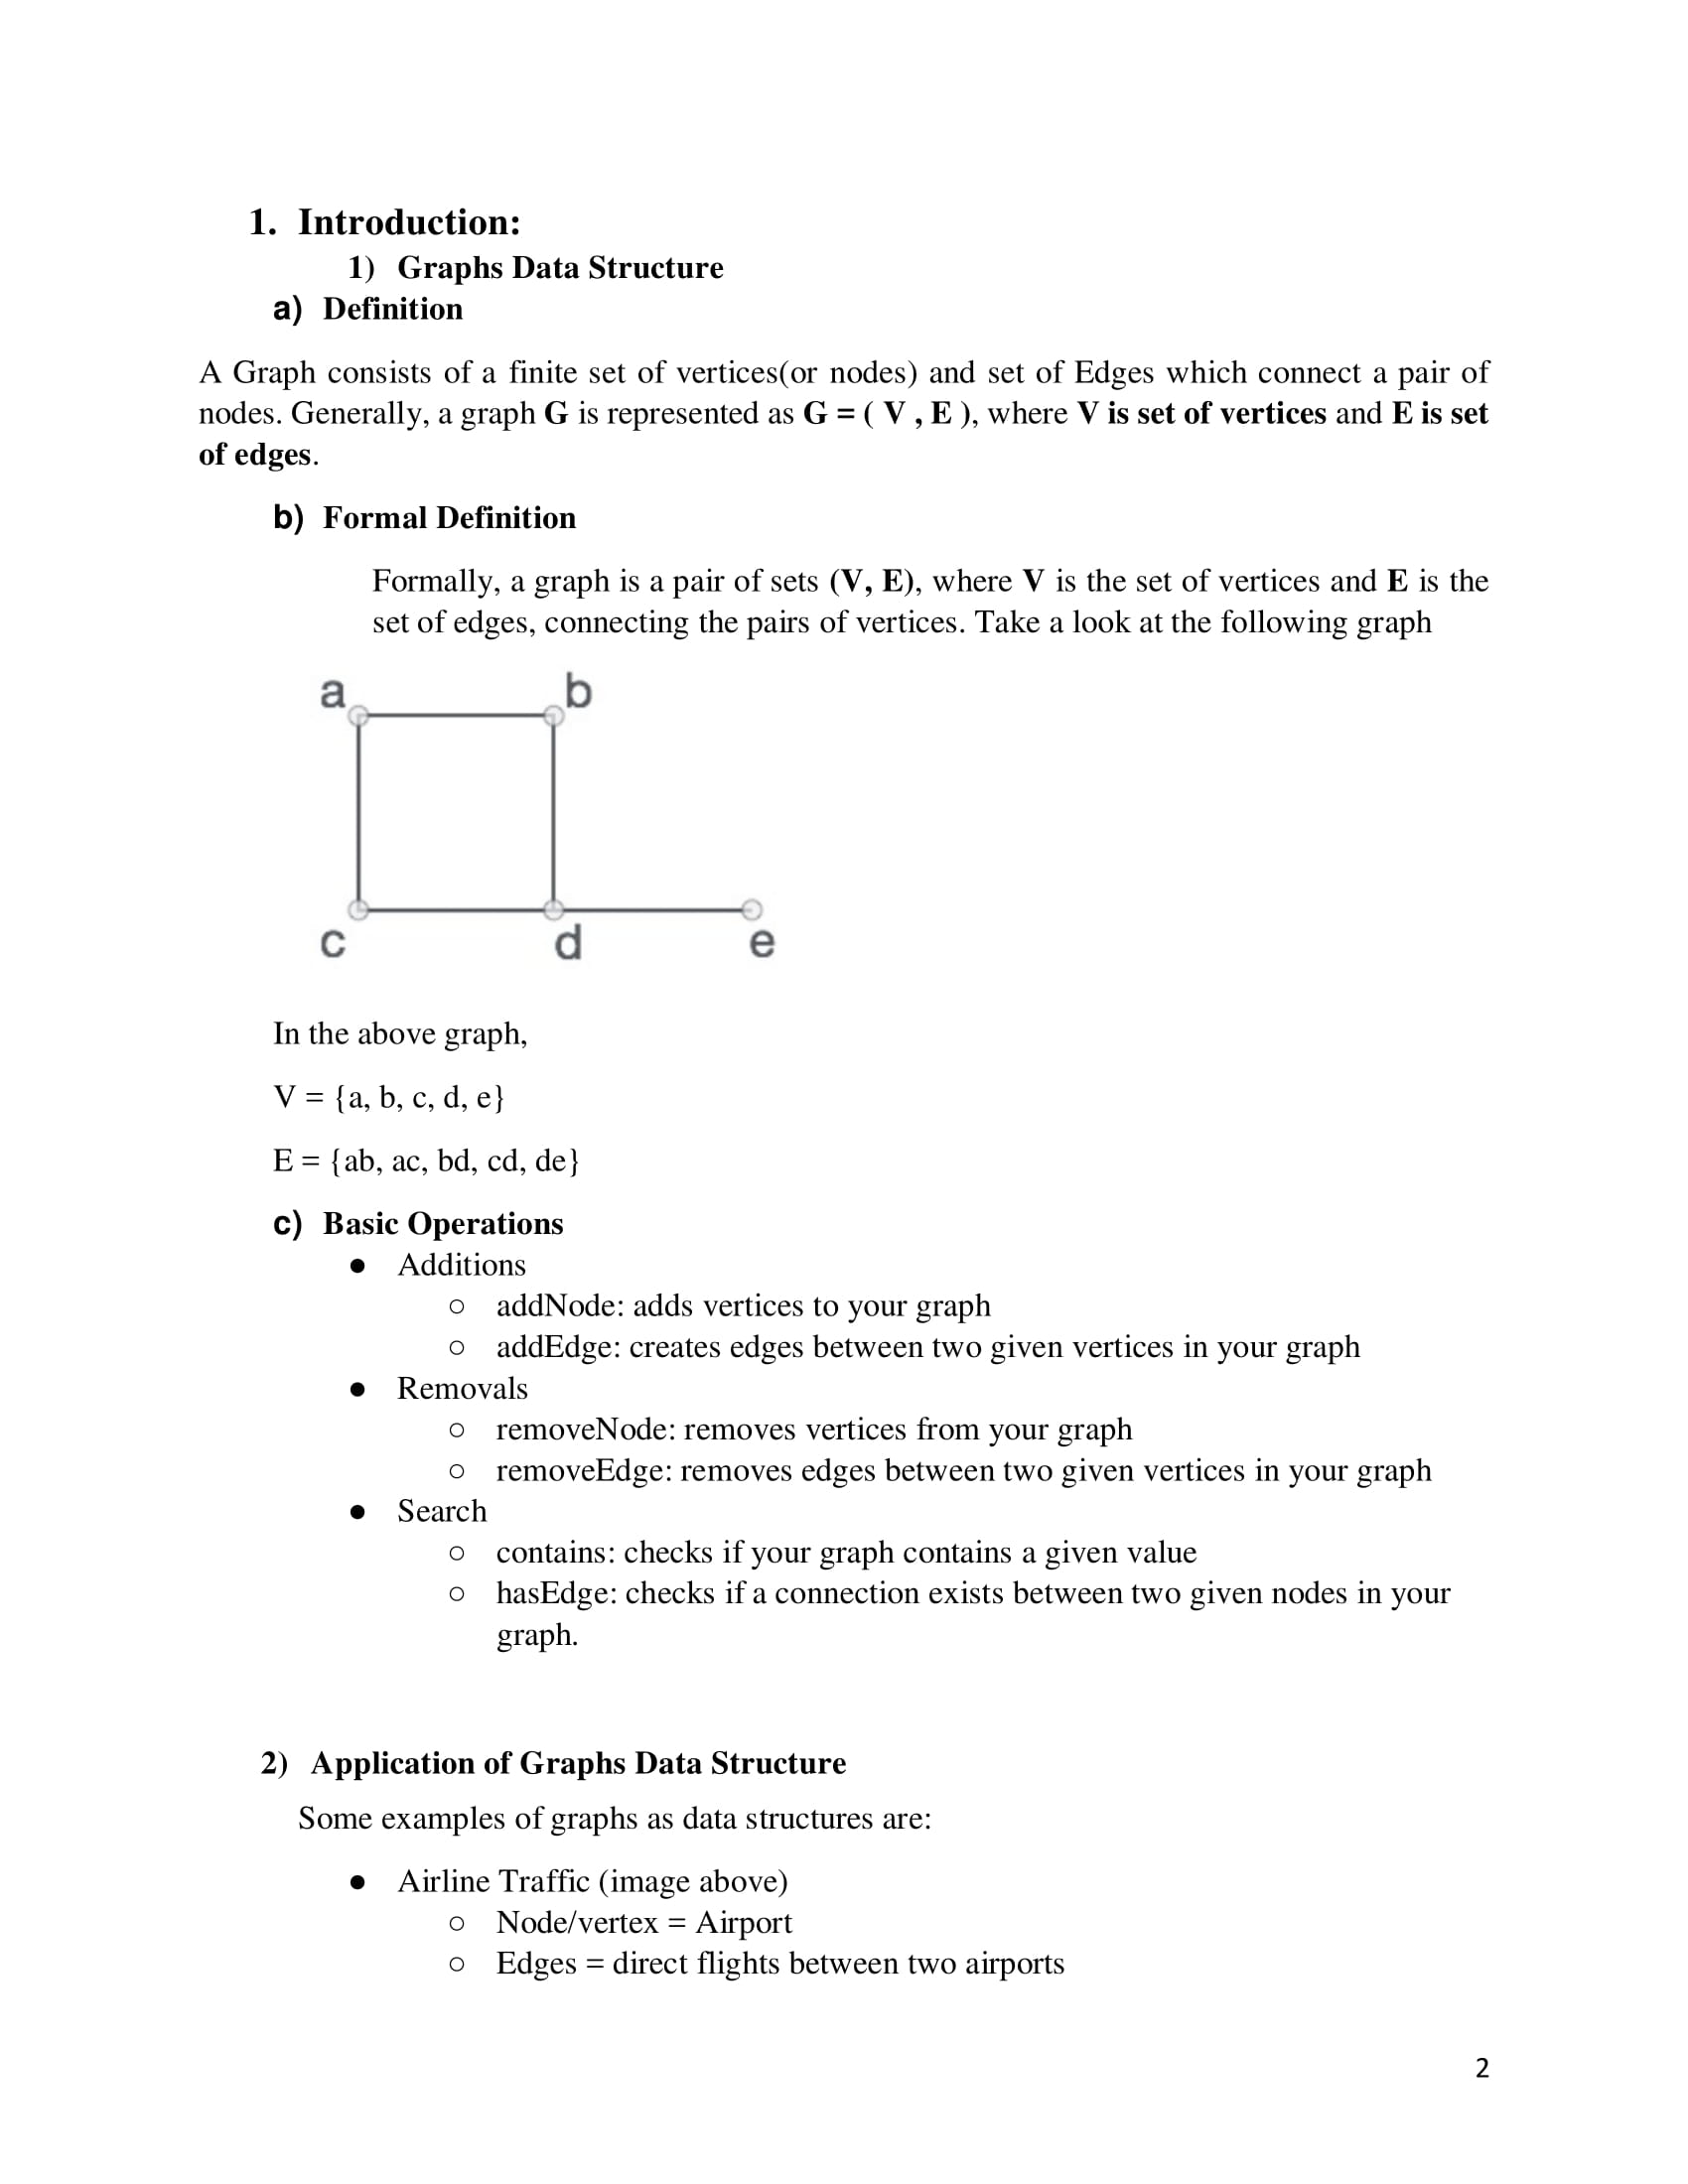 1. Introduction:
1) Graphs Data Structure
a) Definition
A Graph consists of a finite set of vertices(or nodes) and set of Edges which connect a pair of
nodes. Generally, a graph G is represented as G = ( V , E ), where V is set of vertices and E is set
of edges.
b) Formal Definition
Formally, a graph is a pair of sets (V, E), where V is the set of vertices and E is the
set of edges, connecting the pairs of vertices. Take a look at the following graph
a b
c d e
In the above graph,
V = {a, b, c, d, e}
E = {ab, ac, bd, cd, de}
c) Basic Operations
● Additions
○ addNode: adds vertices to your graph
○ addEdge: creates edges between two given vertices in your graph
● Removals
○ removeNode: removes vertices from your graph
○ removeEdge: removes edges between two given vertices in your graph
● Search
○ contains: checks if your graph contains a given value
○ hasEdge: checks if a connection exists between two given nodes in your
graph.
2) Application of Graphs Data Structure
Some examples of graphs as data structures are:
● Airline Traffic (image above)
○ Node/vertex = Airport
○ Edges = direct flights between two airports
2